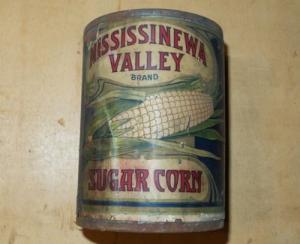 MISSISSINEWA
VALLEY
BRAND
SUGAR CORN